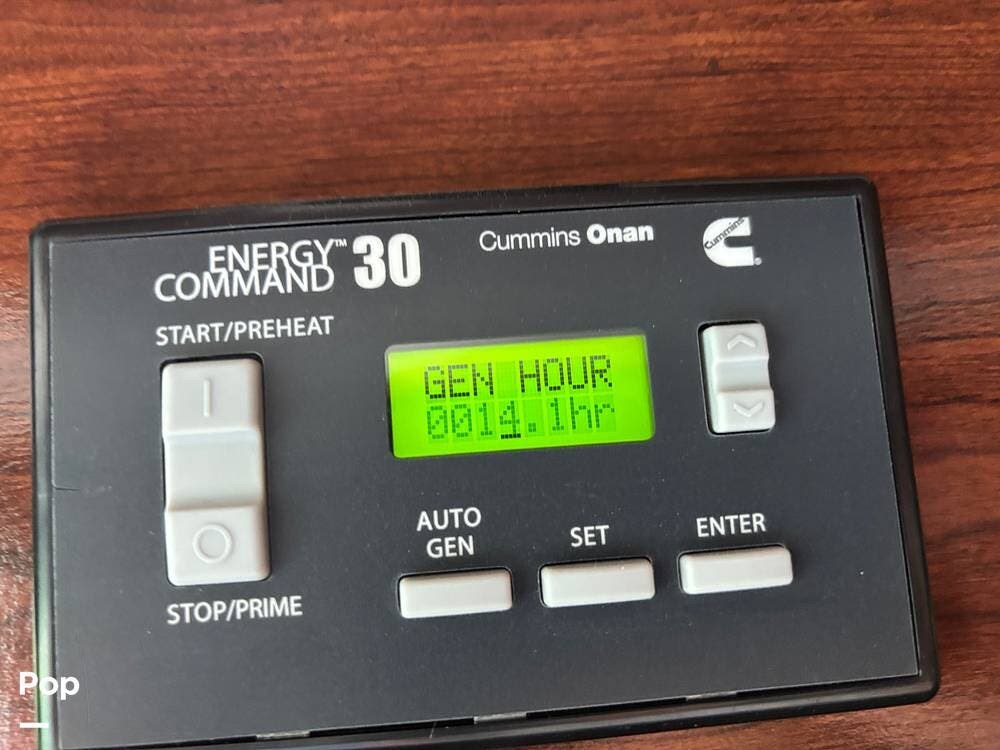 ENERGY™
COMMAND 30
Cummins Onan
Cummins®
START/PREHEAT
GEN HOUR
0014.1hr
AUTO
GEN
SET
ENTER
STOP/PRIME
Pop